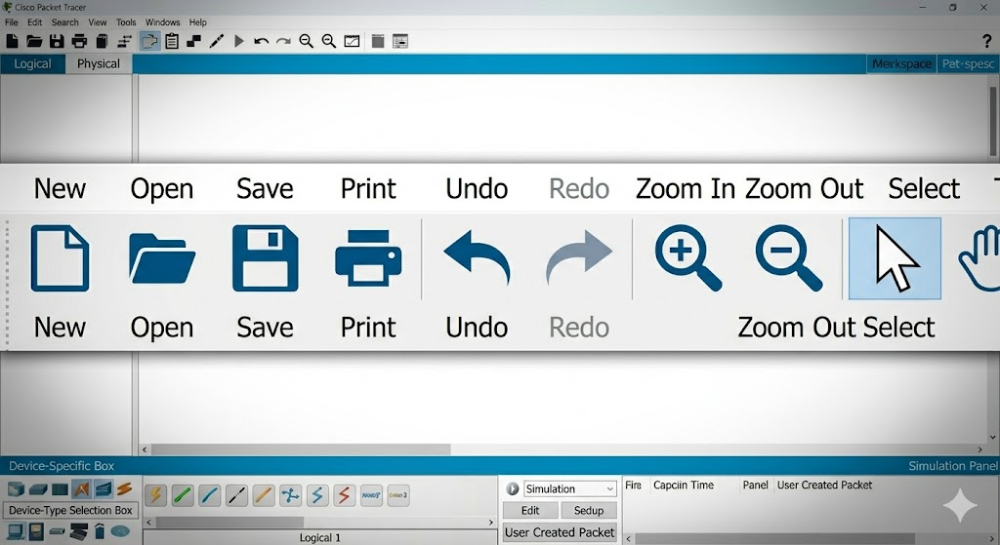 Cisco Packet Tracer
File Edit Search View Tools Windows Help
?
Logical Physical Merkspace Pet-spesc
New Open Save Print Undo Redo Zoom In Zoom Out Select
New Open Save Print Undo Redo Zoom Out Select
Device-Specific Box Simulation Panel
Simulation Fire Capciin Time Panel User Created Packet
Device-Type Selection Box Edit Sedup
Logical 1 User Created Packet